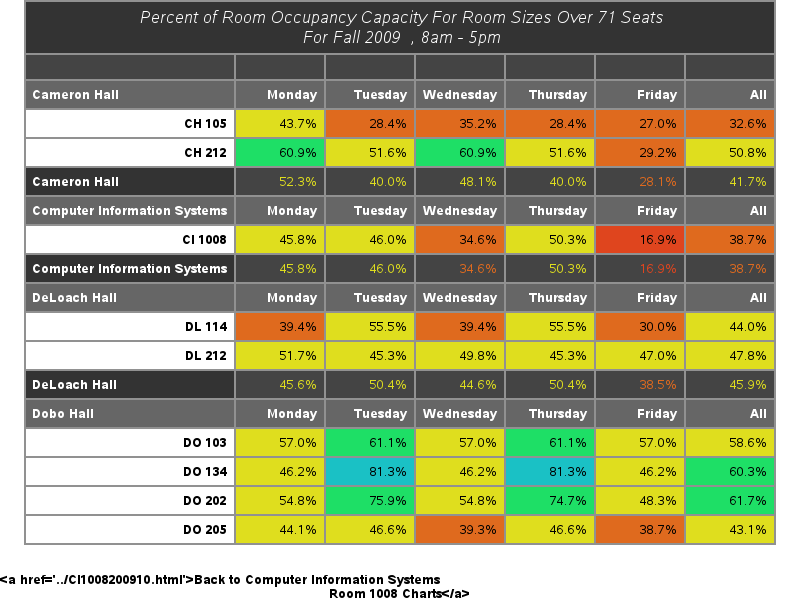 Percent of Room Occupancy Capacity For Room Sizes Over 71 Seats
For Fall 2009 , 8am - 5pm
Cameron Hall Monday Tuesday Wednesday Thursday Friday All
CH 105 43.7% 28.4% 35.2% 28.4% 27.0% 32.6%
CH 212 60.9% 51.6% 60.9% 51.6% 29.2% 50.8%
Cameron Hall 52.3% 40.0% 48.1% 40.0% 28.1% 41.7%
Computer Information Systems Monday Tuesday Wednesday Thursday Friday All
CI 1008 45.8% 46.0% 34.6% 50.3% 16.9% 38.7%
Computer Information Systems 45.8% 46.0% 34.6% 50.3% 16.9% 38.7%
DeLoach Hall Monday Tuesday Wednesday Thursday Friday All
DL 114 39.4% 55.5% 39.4% 55.5% 30.0% 44.0%
DL 212 51.7% 45.3% 49.8% 45.3% 47.0% 47.8%
DeLoach Hall 45.6% 50.4% 44.6% 50.4% 38.5% 45.9%
Dobo Hall Monday Tuesday Wednesday Thursday Friday All
DO 103 57.0% 61.1% 57.0% 61.1% 57.0% 58.6%
DO 134 46.2% 81.3% 46.2% 81.3% 46.2% 60.3%
DO 202 54.8% 75.9% 54.8% 74.7% 48.3% 61.7%
DO 205 44.1% 46.6% 39.3% 46.6% 38.7% 43.1%
<a href='../CI1008200910.html'>Back to Computer Information Systems
Room 1008 Charts</a>